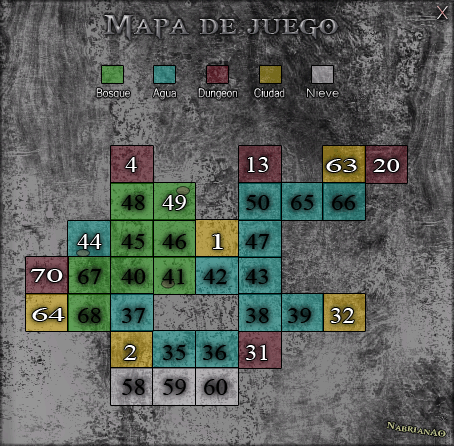 MAPA DE JUEGO
X
Bosque Agua Dungeon Ciudad Nieve
4 13 63 20
48 49 50 65 66
44 45 46 1 47
70 67 40 41 42 43
64 68 37 38 39 32
2 35 36 31
58 59 60
NABRIANAO